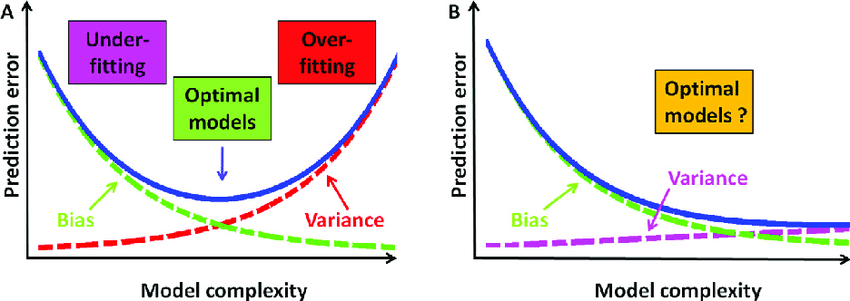 A
Prediction error
Under-
fitting
Over-
fitting
Optimal
models
Bias
Variance
Model complexity
B
Prediction error
Optimal
models ?
Variance
Bias
Model complexity